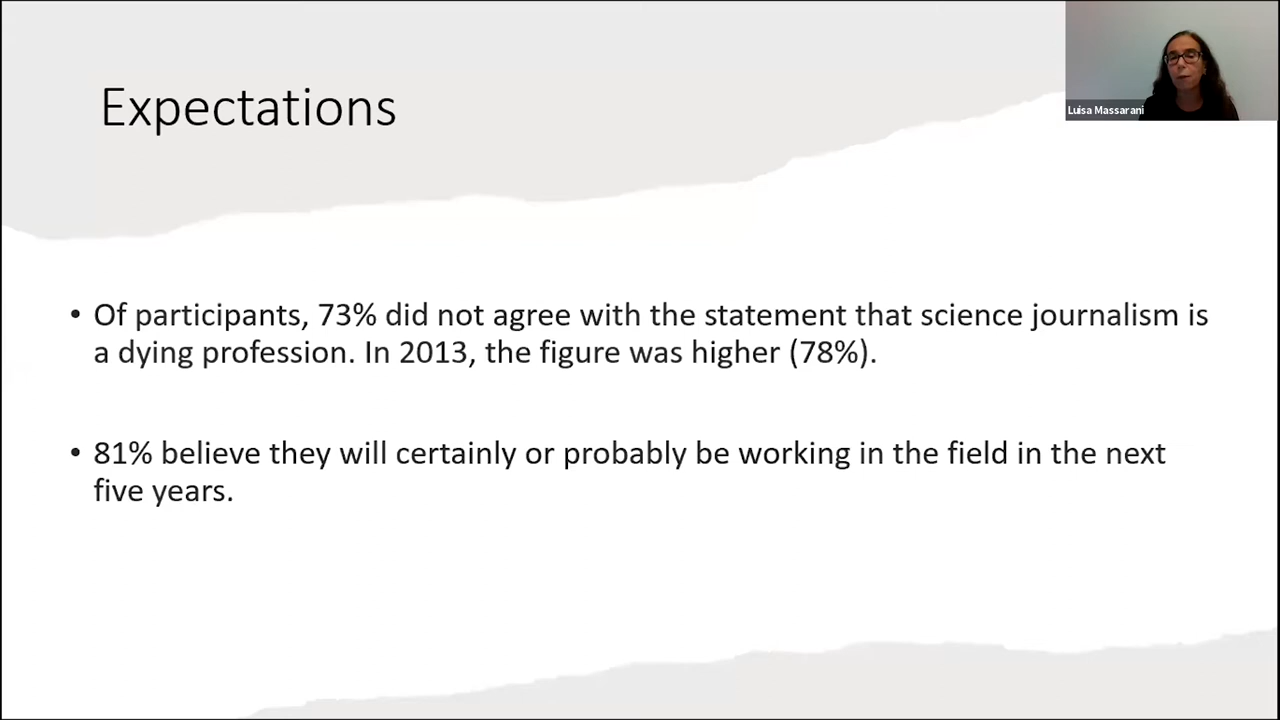 Expectations
Luisa Massarani
• Of participants, 73% did not agree with the statement that science journalism is
a dying profession. In 2013, the figure was higher (78%).
• 81% believe they will certainly or probably be working in the field in the next
five years.